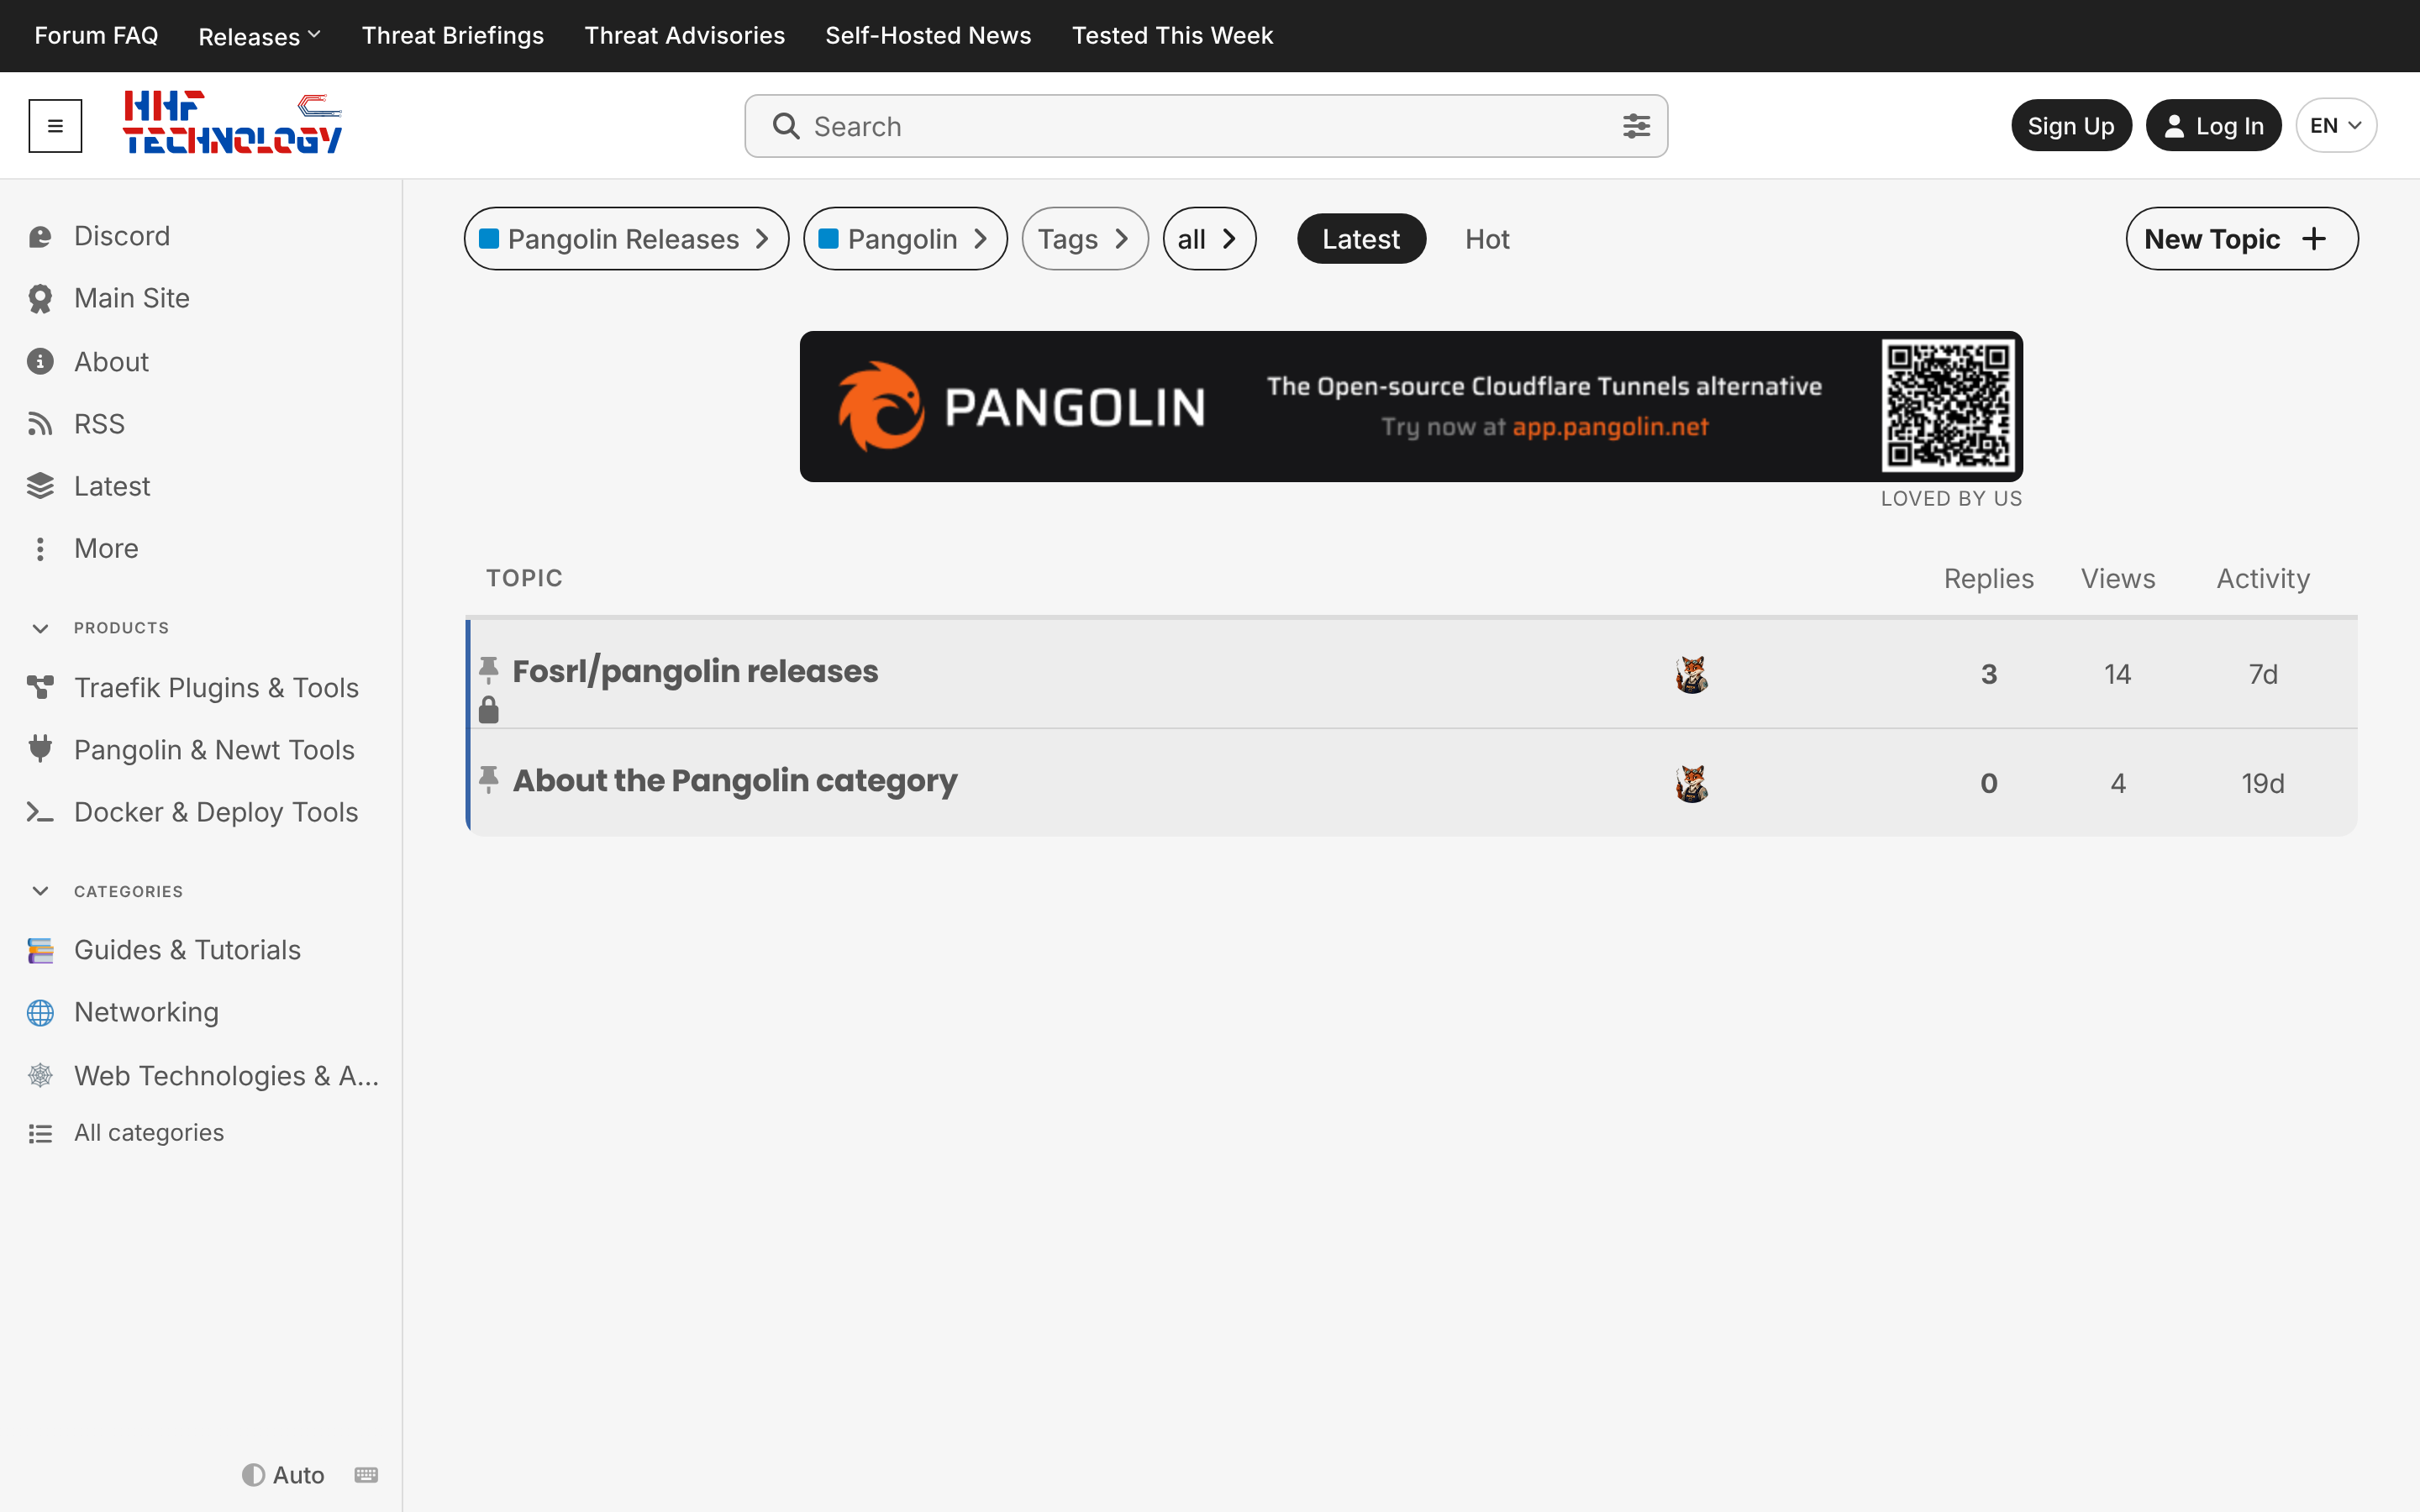 Forum FAQ Releases Threat Briefings Threat Advisories Self-Hosted News Tested This Week
HHF
TECHNOLOGY
Search
Sign Up Log In EN
Discord
Main Site
About
RSS
Latest
More
PRODUCTS
Traefik Plugins & Tools
Pangolin & Newt Tools
Docker & Deploy Tools
CATEGORIES
Guides & Tutorials
Networking
Web Technologies & A...
All categories
Auto
Pangolin Releases Pangolin Tags all Latest Hot New Topic
PANGOLIN
The Open-source Cloudflare Tunnels alternative
Try now at app.pangolin.net
LOVED BY US
TOPIC Replies Views Activity
Fosrl/pangolin releases 3 14 7d
About the Pangolin category 0 4 19d